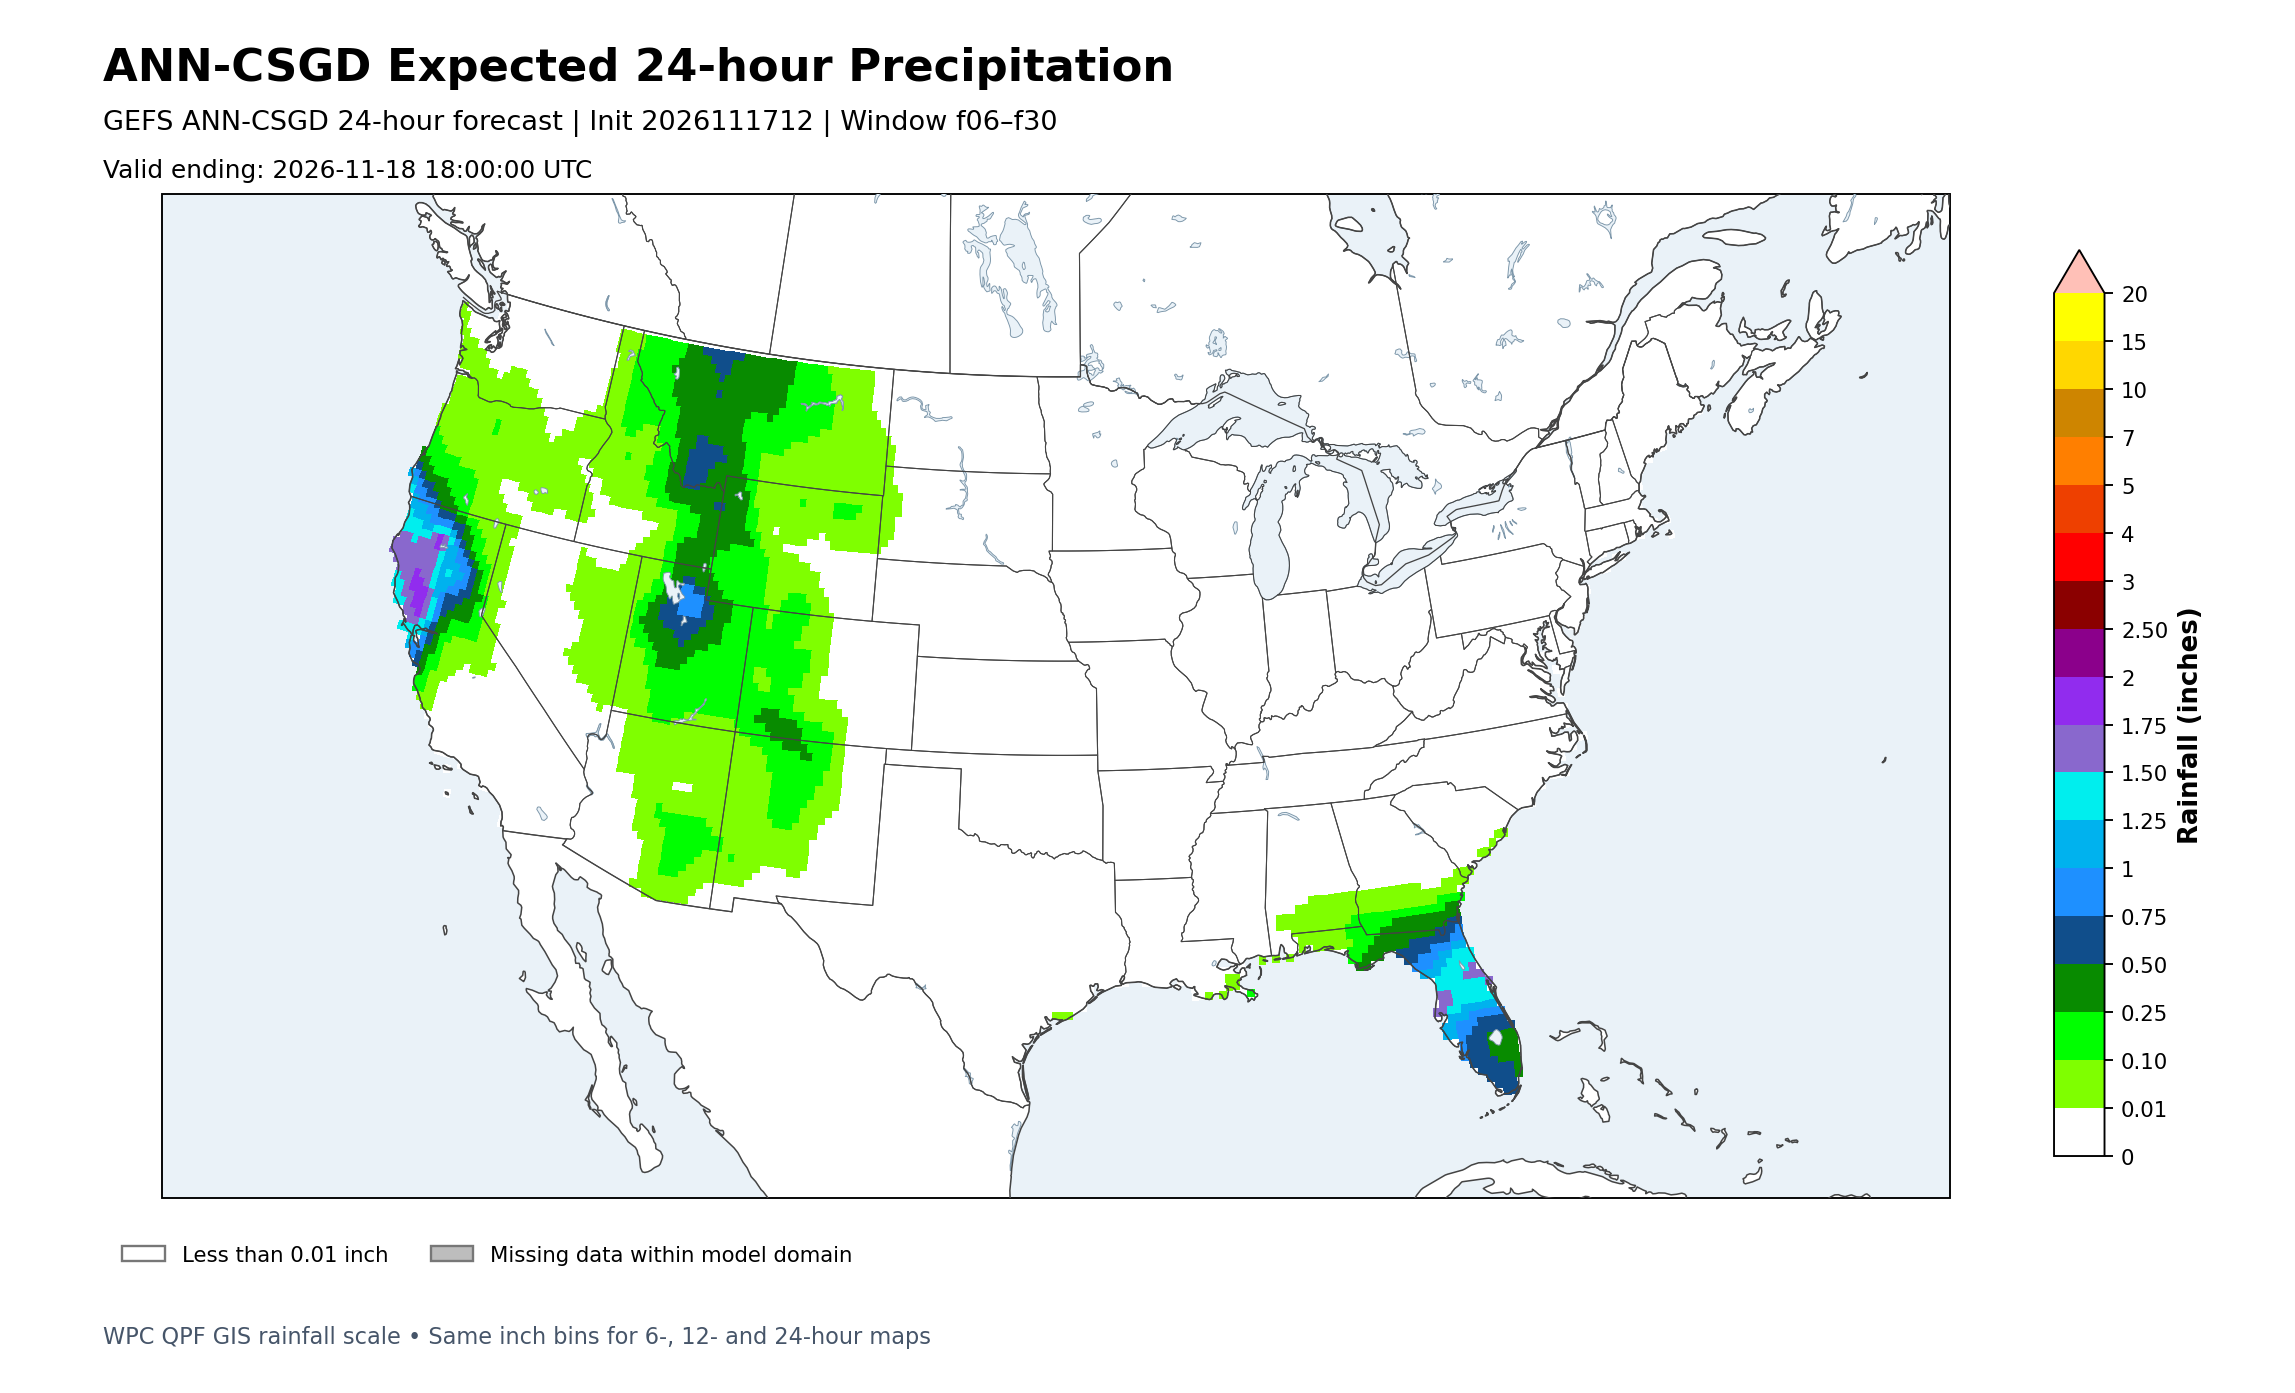 ANN-CSGD Expected 24-hour Precipitation
GEFS ANN-CSGD 24-hour forecast | Init 2026111712 | Window f06–f30
Valid ending: 2026-11-18 18:00:00 UTC
20
15
10
7
5
4
3
2.50
2
1.75
1.50
1.25
1
0.75
0.50
0.25
0.10
0.01
0
Rainfall (inches)
Less than 0.01 inch
Missing data within model domain
WPC QPF GIS rainfall scale • Same inch bins for 6-, 12- and 24-hour maps